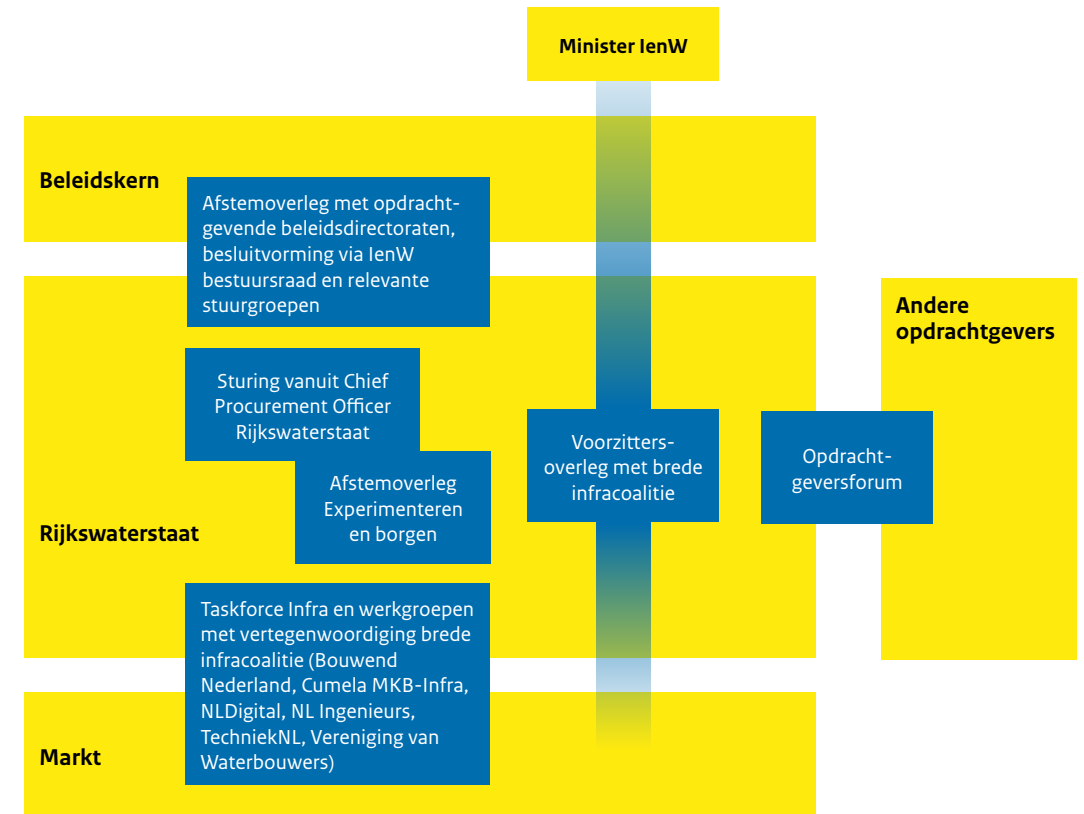 Minister IenW
Beleidskern
Afstemoverleg met opdracht-
gevende beleidsdirectoraten,
besluitvorming via IenW
bestuursraad en relevante
stuurgroepen
Andere
opdrachtgevers
Sturing vanuit Chief
Procurement Officer
Rijkswaterstaat
Voorzitters-
overleg met brede
infracoalitie
Opdracht-
geversforum
Afstemoverleg
Experimenteren
en borgen
Rijkswaterstaat
Taskforce Infra en werkgroepen
met vertegenwoordiging brede
infracoalitie (Bouwend
Nederland, Cumela MKB-Infra,
NLDigital, NL Ingenieurs,
TechniekNL, Vereniging van
Waterbouwers)
Markt